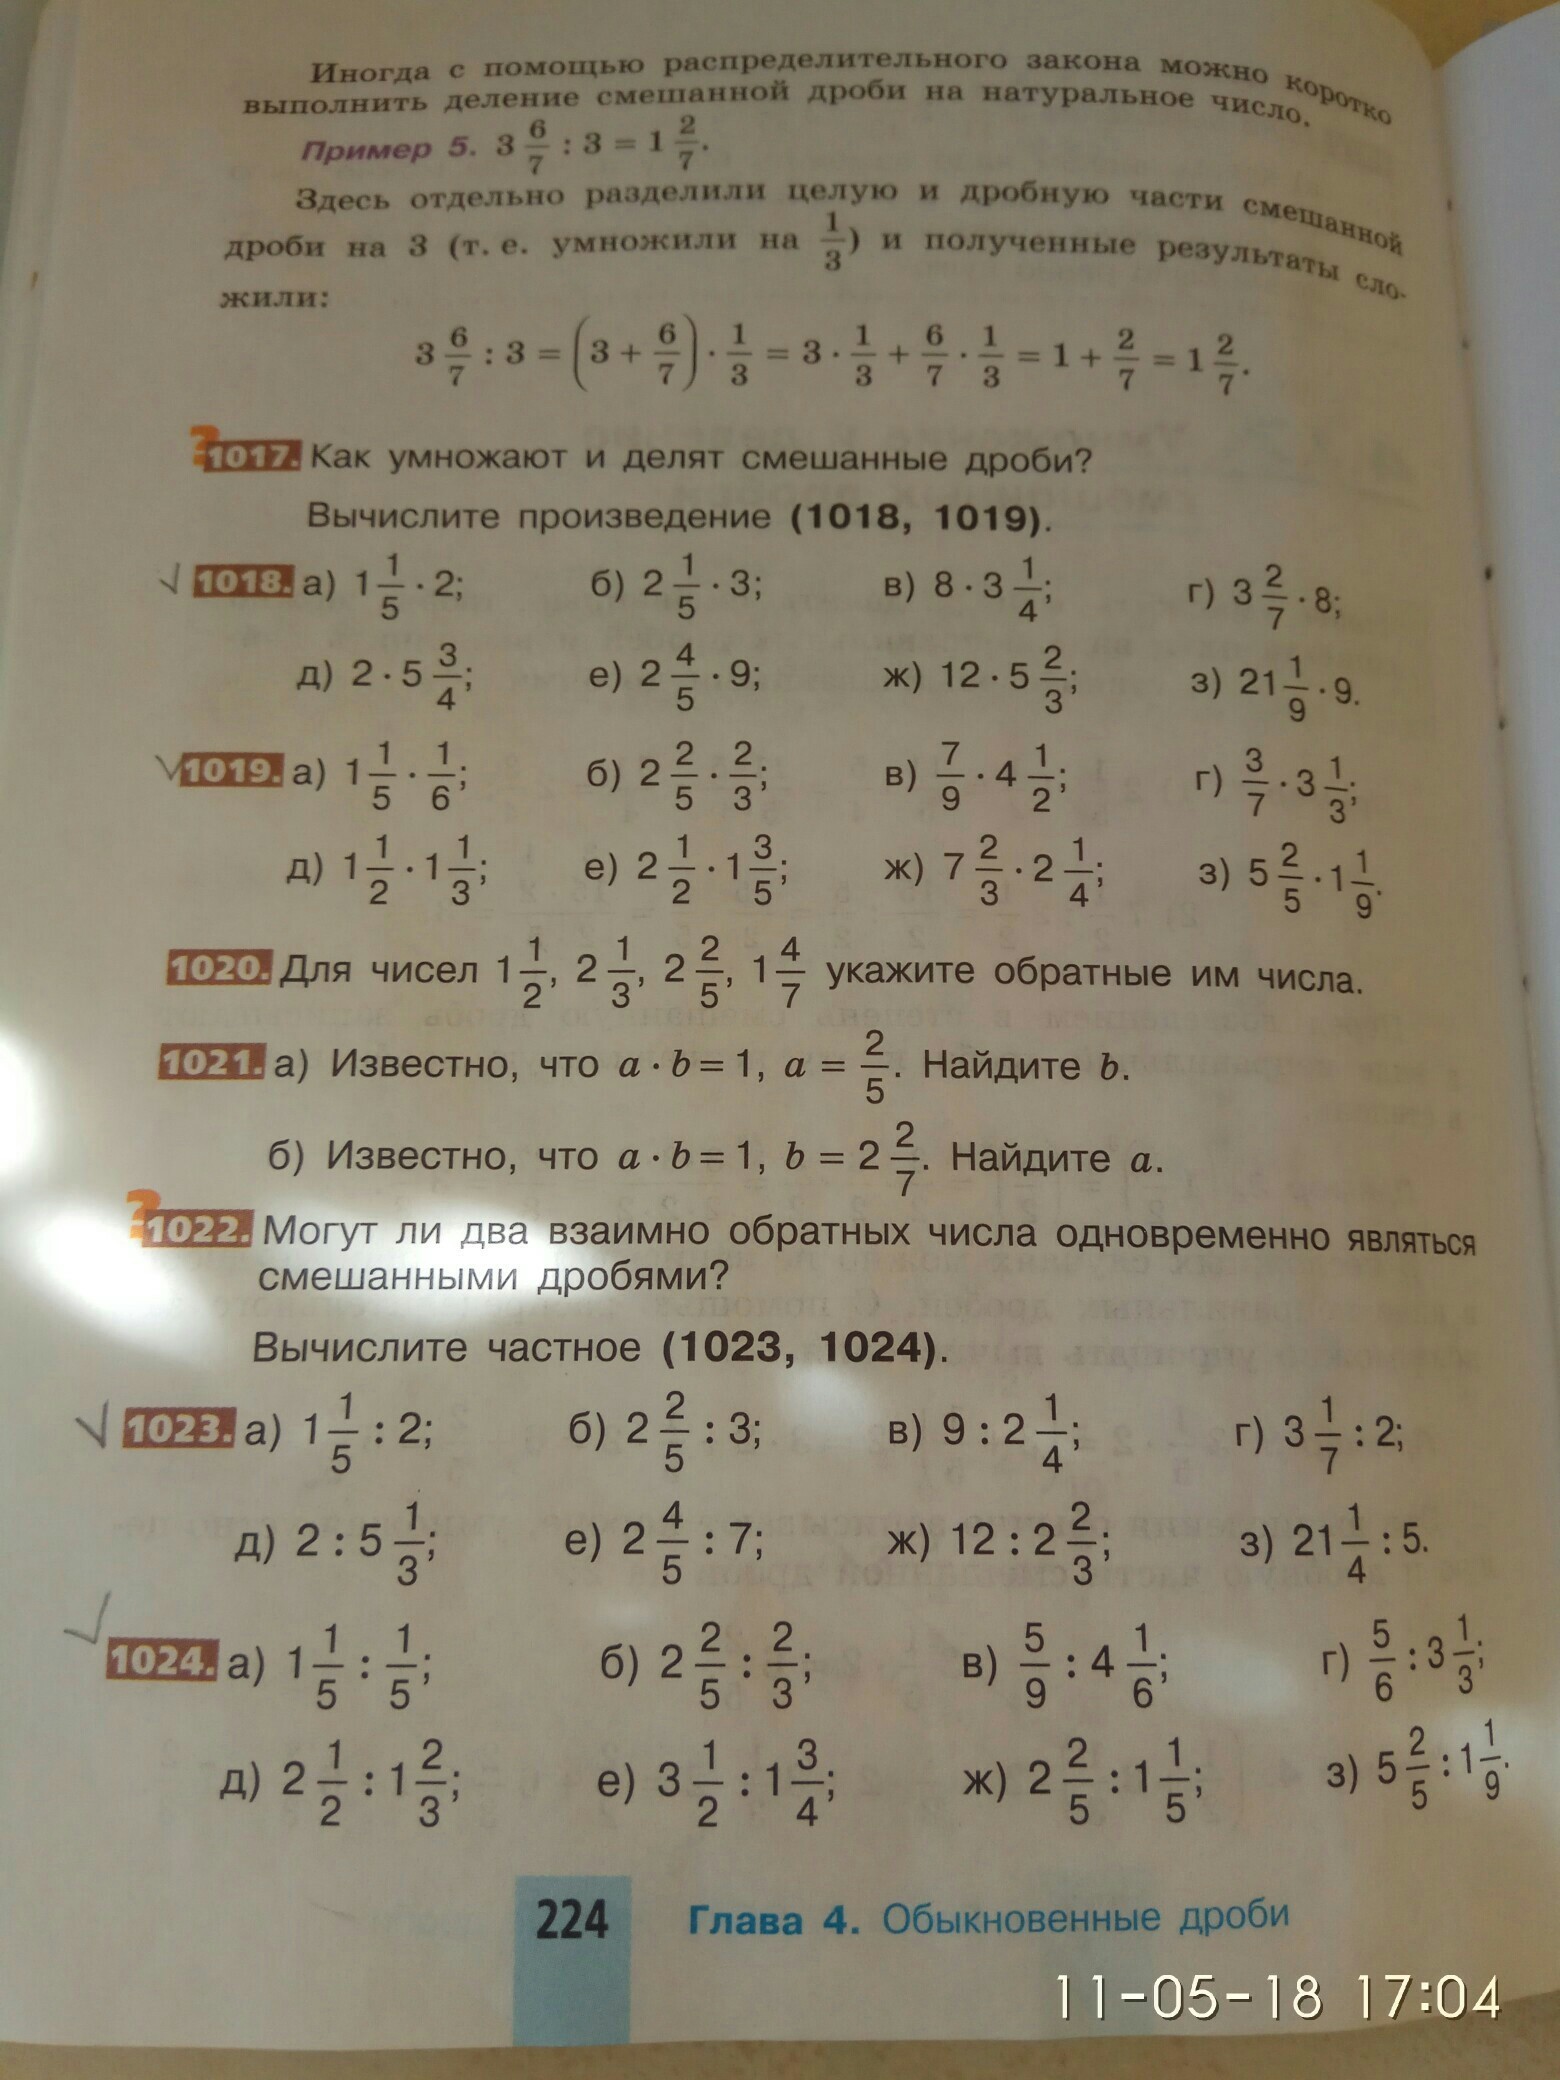 Иногда с помощью распределительного закона можно коротко
выполнить деление смешанной дроби на натуральное число.
Пример 5. 3 6/7 : 3 = 1 2/7.
Здесь отдельно разделили целую и дробную части смешанной
дроби на 3 (т. е. умножили на 1/3) и полученные результаты сло-
жили:
3 6/7 : 3 = (3 + 6/7) · 1/3 = 3 · 1/3 + 6/7 · 1/3 = 1 + 2/7 = 1 2/7.
? 1017. Как умножают и делят смешанные дроби?
Вычислите произведение (1018, 1019).
1018. а) 1 1/5 · 2; б) 2 1/5 · 3; в) 8 · 3 1/4; г) 3 2/7 · 8;
д) 2 · 5 3/4; е) 2 4/5 · 9; ж) 12 · 5 2/3; з) 21 1/9 · 9.
1019. а) 1 1/5 · 1/6; б) 2 2/5 · 2/3; в) 7/9 · 4 1/2; г) 3/7 · 3 1/3;
д) 1 1/2 · 1 1/3; е) 2 1/2 · 1 3/5; ж) 7 2/3 · 2 1/4; з) 5 2/5 · 1 1/9.
1020. Для чисел 1 1/2, 2 1/3, 2 2/5, 1 4/7 укажите обратные им числа.
1021. а) Известно, что a · b = 1, a = 2/5. Найдите b.
б) Известно, что a · b = 1, b = 2 2/7. Найдите a.
? 1022. Могут ли два взаимно обратных числа одновременно являться
смешанными дробями?
Вычислите частное (1023, 1024).
1023. а) 1 1/5 : 2; б) 2 2/5 : 3; в) 9 : 2 1/4; г) 3 1/7 : 2;
д) 2 : 5 1/3; е) 2 4/5 : 7; ж) 12 : 2 2/3; з) 21 1/4 : 5.
1024. а) 1 1/5 : 1/5; б) 2 2/5 : 2/3; в) 5/9 : 4 1/6; г) 5/6 : 3 1/3;
д) 2 1/2 : 1 2/3; е) 3 1/2 : 1 3/4; ж) 2 2/5 : 1 1/5; з) 5 2/5 : 1 1/9.
224 Глава 4. Обыкновенные дроби
11-05-18 17:04